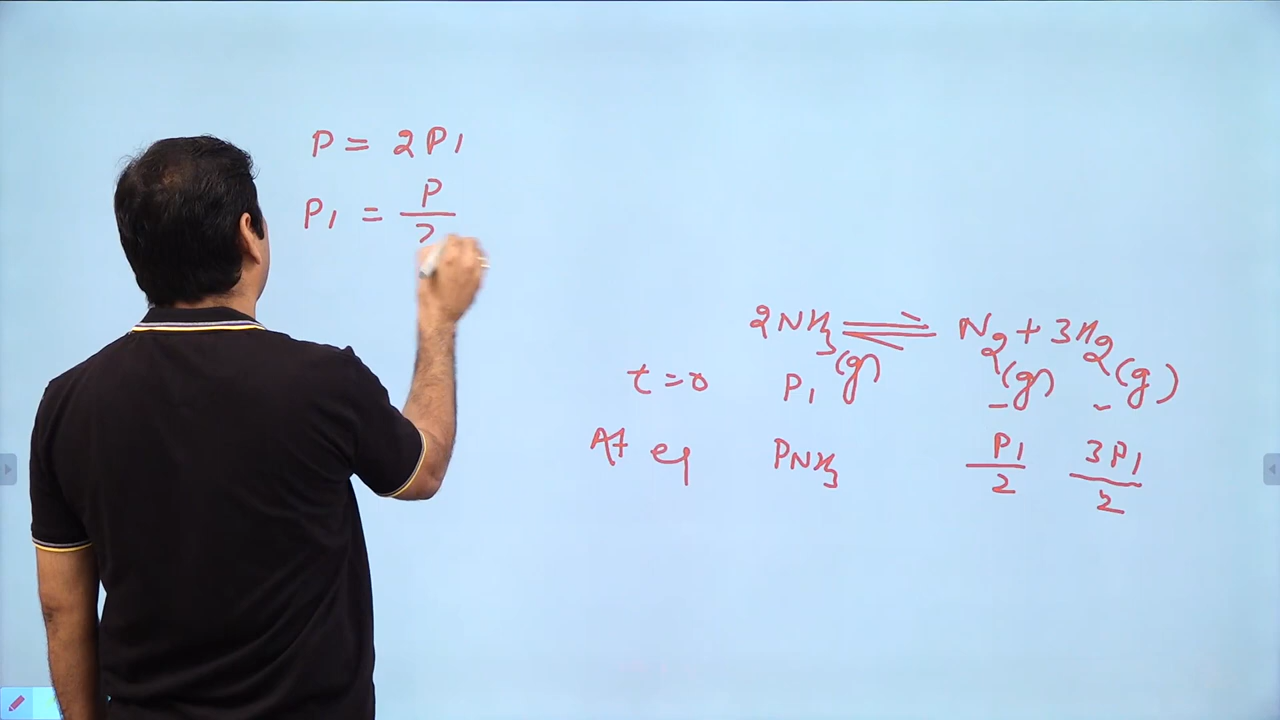 P = 2P1
P1 = P/2
2NH3(g) ⇌ N2(g) + 3H2(g)
t=0 P1 - -
At eq PNH3 P1/2 3P1/2